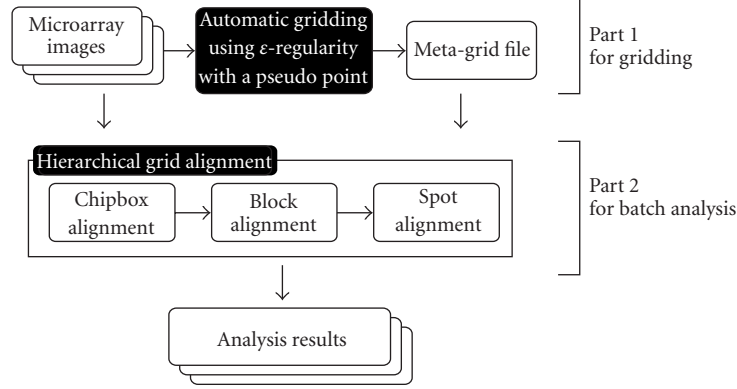 Microarray
images
Automatic gridding
using ε-regularity
with a pseudo point
Meta-grid file
Part 1
for gridding
Hierarchical grid alignment
Chipbox
alignment
Block
alignment
Spot
alignment
Part 2
for batch analysis
Analysis results